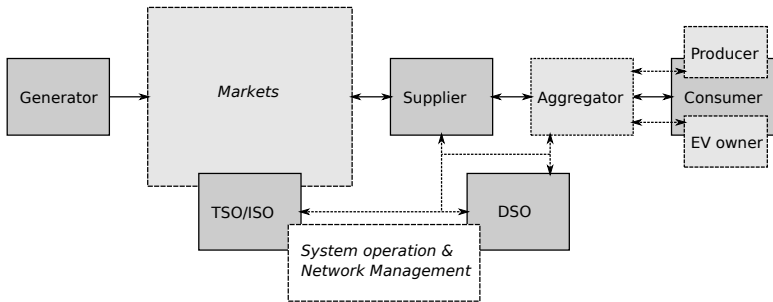 Producer
Generator
Markets
Supplier
Aggregator
Consumer
EV owner
TSO/ISO
DSO
System operation &
Network Management